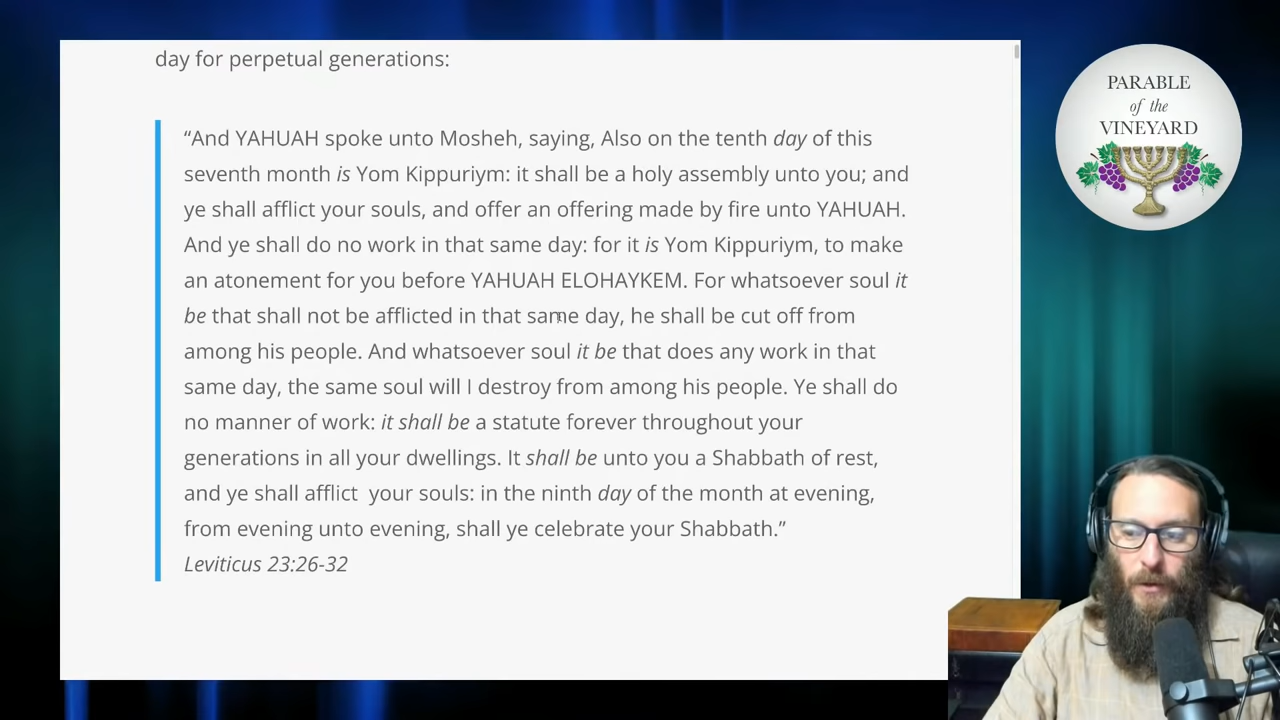 day for perpetual generations:
“And YAHUAH spoke unto Mosheh, saying, Also on the tenth day of this
seventh month is Yom Kippuriym: it shall be a holy assembly unto you; and
ye shall afflict your souls, and offer an offering made by fire unto YAHUAH.
And ye shall do no work in that same day: for it is Yom Kippuriym, to make
an atonement for you before YAHUAH ELOHAYKEM. For whatsoever soul it
be that shall not be afflicted in that same day, he shall be cut off from
among his people. And whatsoever soul it be that does any work in that
same day, the same soul will I destroy from among his people. Ye shall do
no manner of work: it shall be a statute forever throughout your
generations in all your dwellings. It shall be unto you a Shabbath of rest,
and ye shall afflict  your souls: in the ninth day of the month at evening,
from evening unto evening, shall ye celebrate your Shabbath.”
Leviticus 23:26-32
PARABLE
of the
VINEYARD